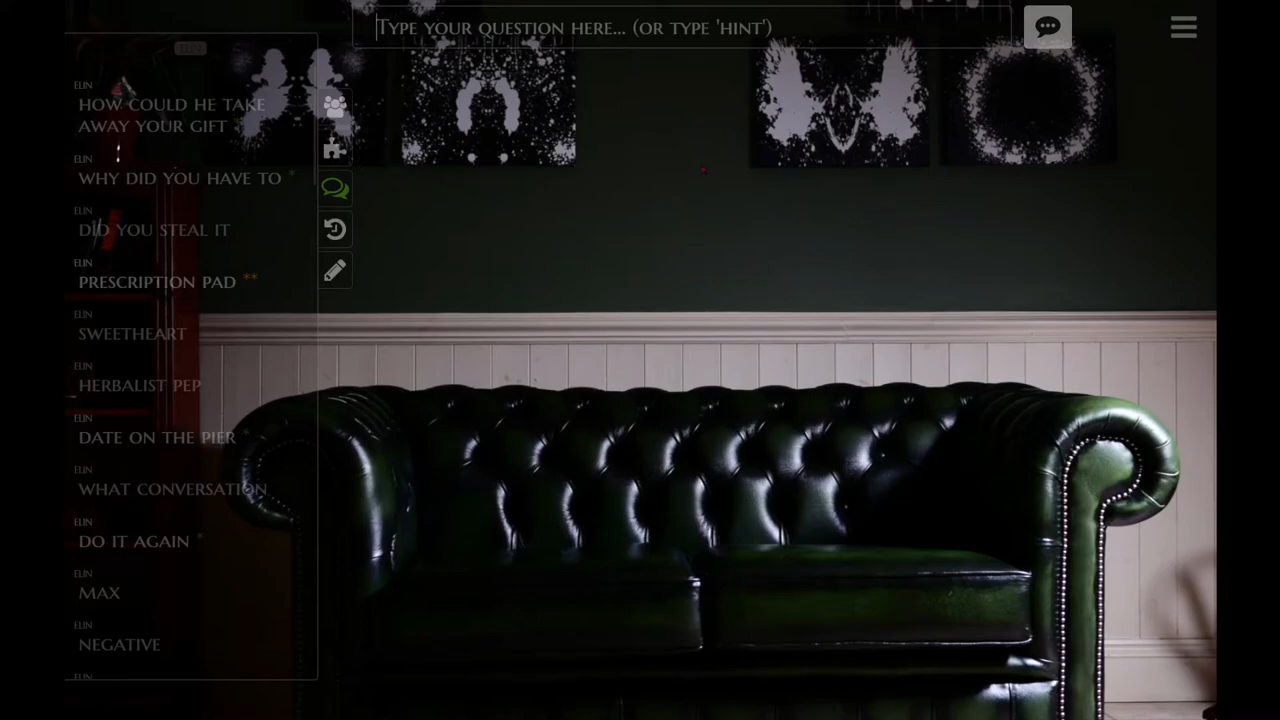 Type your question here... (or type 'hint')
ELIN
ELIN
HOW COULD HE TAKE
AWAY YOUR GIFT *
ELIN
WHY DID YOU HAVE TO *
ELIN
DID YOU STEAL IT
ELIN
PRESCRIPTION PAD **
ELIN
SWEETHEART
ELIN
HERBALIST PEP
ELIN
DATE ON THE PIER
ELIN
WHAT CONVERSATION
ELIN
DO IT AGAIN *
ELIN
MAX
ELIN
NEGATIVE
ELIN